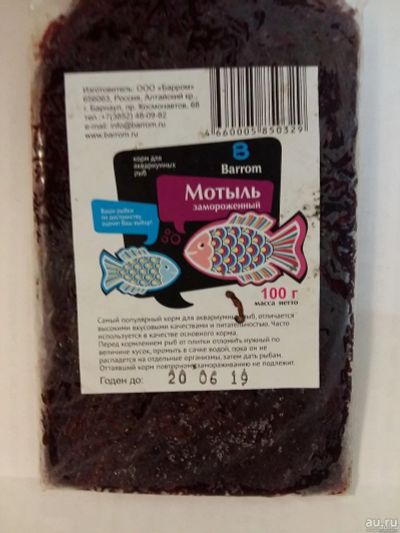 Изготовитель: ООО «Барром»
656063, Россия, Алтайский кр.,
г. Барнаул, пр. Космонавтов, 68
тел.:+7(3852) 48-09-82
e-mail: info@barrom.ru
www.barrom.ru
4 660005 850329
Barrom
корм для
аквариумных
рыб
Мотыль
замороженный
Ваши рыбки
по достоинству
оценят Ваш выбор!
100 г
масса нетто
Самый популярный корм для аквариумных рыб, отличается
высокими вкусовыми качествами и питательностью. Часто
используется в качестве основного корма.
Перед кормлением рыб от плитки отломить нужный по
величине кусок, промыть в сачке водой, пока он не
распадется на отдельные организмы, затем дать рыбам.
Оттаявший корм повторному замораживанию не подлежит.
Годен до: 20 06 19
au.ru